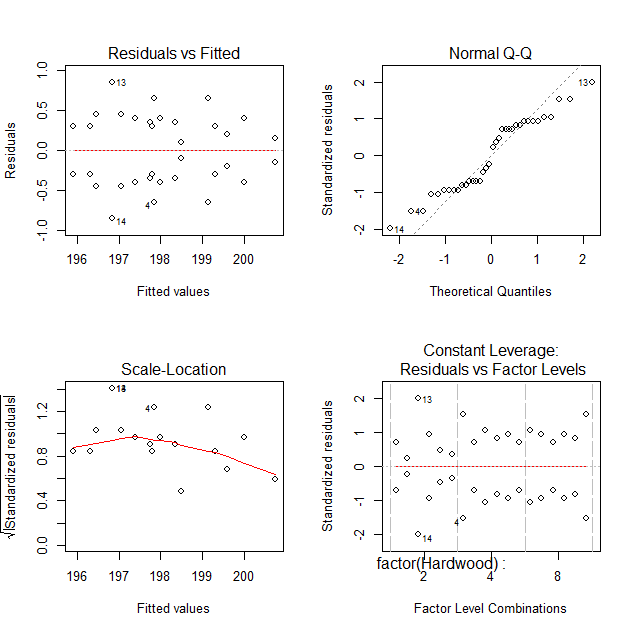 Residuals vs Fitted
Residuals
1.0
0.5
0.0
-0.5
-1.0
13
4
14
196 197 198 199 200
Fitted values
Normal Q-Q
Standardized residuals
2
1
0
-1
-2
13
4
14
-2 -1 0 1 2
Theoretical Quantiles
Scale-Location
√|Standardized residuals|
1.2
0.8
0.4
0.0
4
196 197 198 199 200
Fitted values
Constant Leverage:
Residuals vs Factor Levels
Standardized residuals
2
1
0
-1
-2
13
4
14
factor(Hardwood) :
2 4 8
Factor Level Combinations